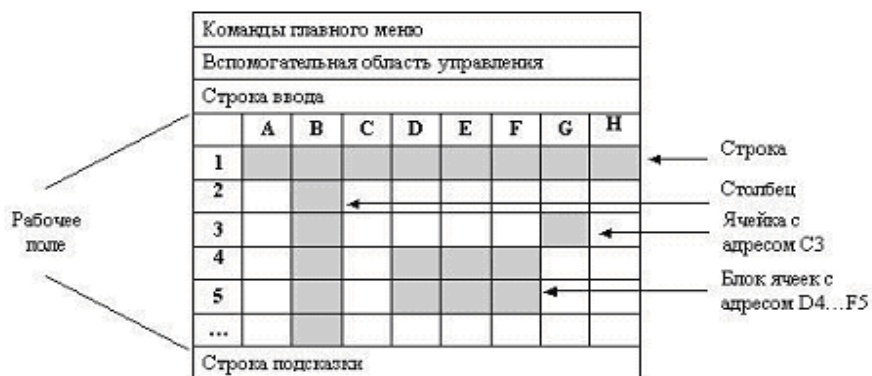 Команды главного меню
Вспомогательная область управления
Строка ввода
A B C D E F G H
1
2
3
4
5
...
Строка подсказки
Рабочее
поле
Строка
Столбец
Ячейка с
адресом С3
Блок ячеек с
адресом D4...F5